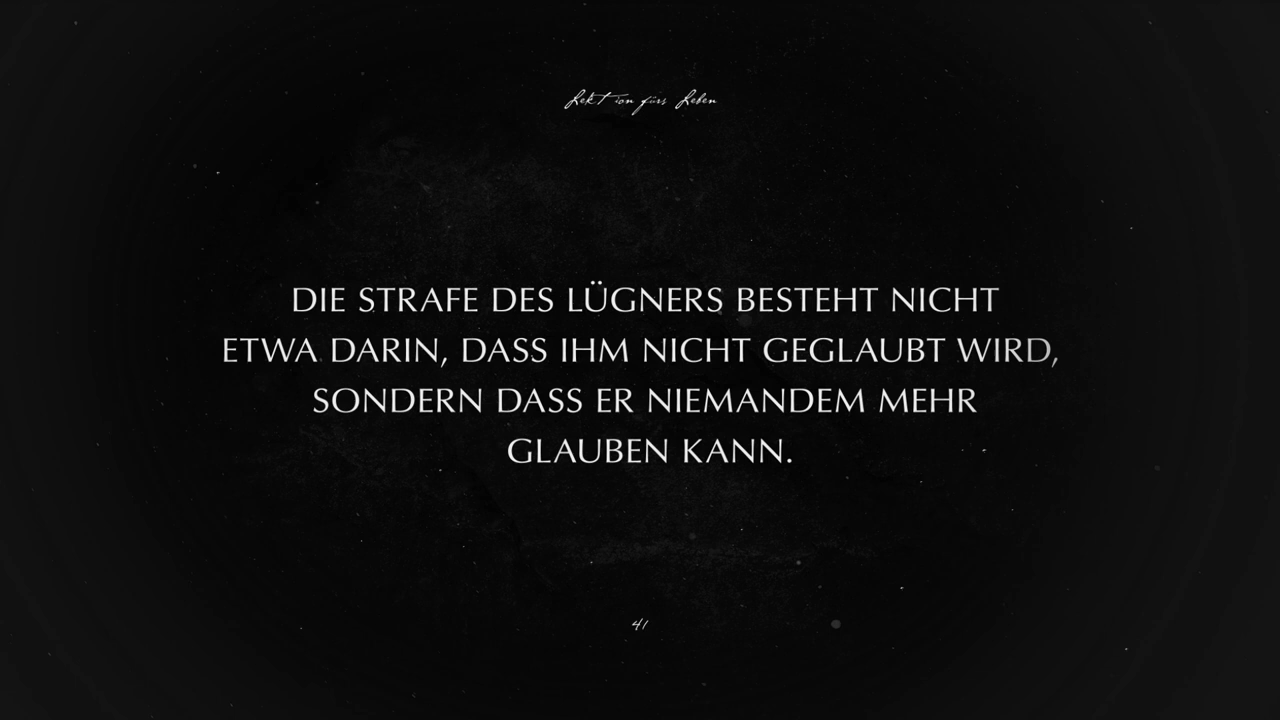 Lektion fürs Leben
DIE STRAFE DES LÜGNERS BESTEHT NICHT
ETWA DARIN, DASS IHM NICHT GEGLAUBT WIRD,
SONDERN DASS ER NIEMANDEM MEHR
GLAUBEN KANN.
41